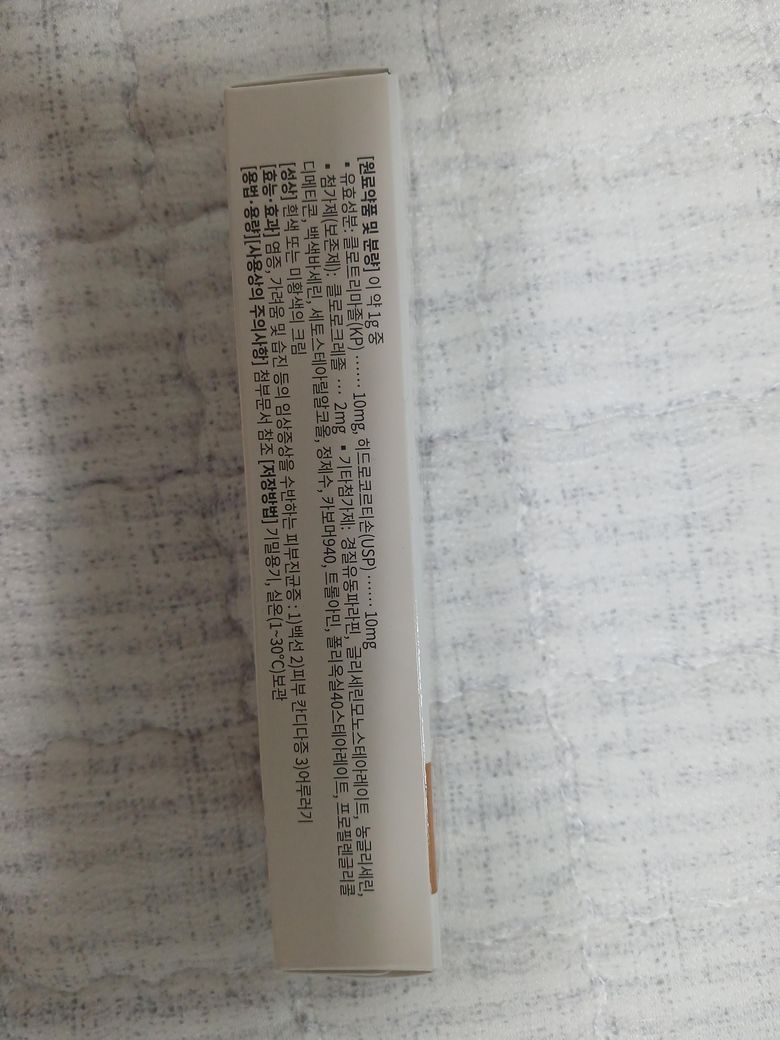 [원료약품 및 분량] 이 약 1g 중
▪ 유효성분: 클로트리마졸(KP) ······ 10mg, 히드로코르티손(USP) ······ 10mg
▪ 첨가제(보존제): 클로로크레졸 ··· 2mg ▪ 기타첨가제: 경질유동파라핀, 글리세린모노스테아레이트, 농글리세린,
디메티콘, 백색바세린, 세토스테아릴알코올, 정제수, 카보머940, 트롤아민, 폴리옥실40스테아레이트, 프로필렌글리콜
[성상] 흰색 또는 미황색의 크림
[효능·효과] 염증, 가려움 및 습진 등의 임상증상을 수반하는 피부진균증 : 1)백선 2)피부 칸디다증 3)어루러기
[용법·용량][사용상의 주의사항] 첨부문서 참조 [저장방법] 기밀용기, 실온(1~30°C)보관